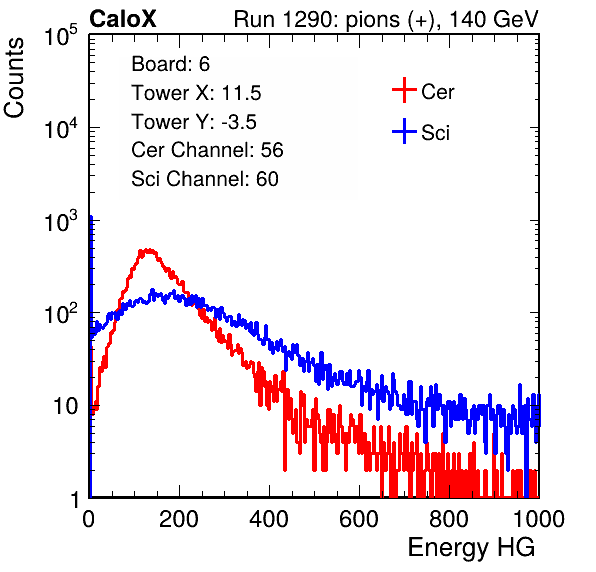 CaloX Run 1290: pions (+), 140 GeV
Counts
Board: 6
Tower X: 11.5
Tower Y: -3.5
Cer Channel: 56
Sci Channel: 60
Cer
Sci
10^5
10^4
10^3
10^2
10
1
0 200 400 600 800 1000
Energy HG